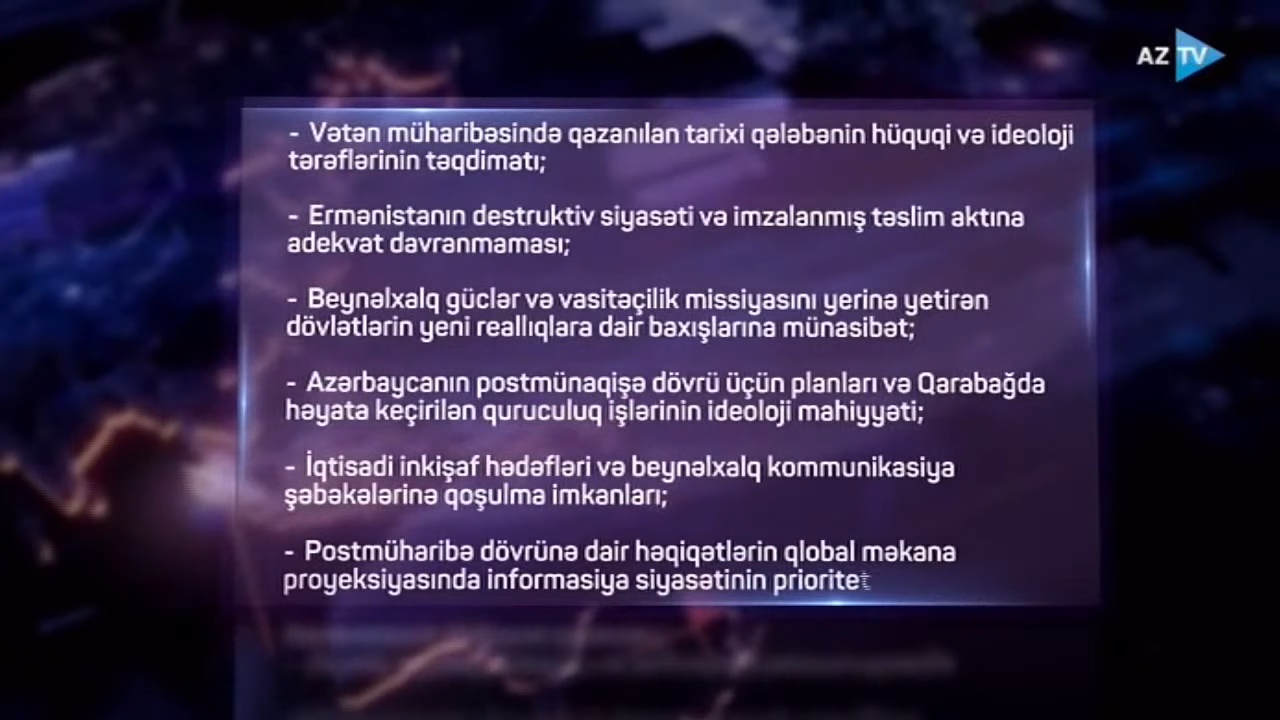 AZ TV
- Vətən müharibəsində qazanılan tarixi qələbənin hüquqi və ideoloji
tərəflərinin təqdimatı;
- Ermənistanın destruktiv siyasəti və imzalanmış təslim aktına
adekvat davranmaması;
- Beynəlxalq güclər və vasitəçilik missiyasını yerinə yetirən
dövlətlərin yeni reallıqlara dair baxışlarına münasibət;
- Azərbaycanın postmünaqişə dövrü üçün planları və Qarabağda
həyata keçirilən quruculuq işlərinin ideoloji mahiyyəti;
- İqtisadi inkişaf hədəfləri və beynəlxalq kommunikasiya
şəbəkələrinə qoşulma imkanları;
- Postmüharibə dövrünə dair həqiqətlərin qlobal məkana
proyeksiyasında informasiya siyasətinin prioritet